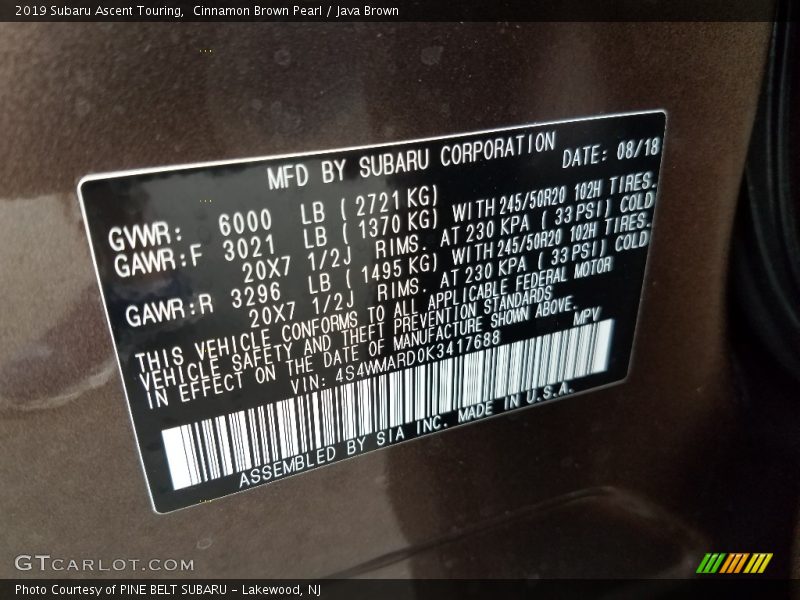 2019 Subaru Ascent Touring, Cinnamon Brown Pearl / Java Brown
MFD BY SUBARU CORPORATION
DATE: 08/18
GVWR: 6000 LB ( 2721 KG)
GAWR:F 3021 LB ( 1370 KG) WITH 245/50R20 102H TIRES.
20X7 1/2J RIMS. AT 230 KPA ( 33 PSI) COLD
GAWR:R 3296 LB ( 1495 KG) WITH 245/50R20 102H TIRES.
20X7 1/2J RIMS. AT 230 KPA ( 33 PSI) COLD
THIS VEHICLE CONFORMS TO ALL APPLICABLE FEDERAL MOTOR
VEHICLE SAFETY AND THEFT PREVENTION STANDARDS
IN EFFECT ON THE DATE OF MANUFACTURE SHOWN ABOVE.
VIN: 4S4WMARD0K3417688 MPV
ASSEMBLED BY SIA INC. MADE IN U.S.A.
GTCARLOT.COM
Photo Courtesy of PINE BELT SUBARU - Lakewood, NJ